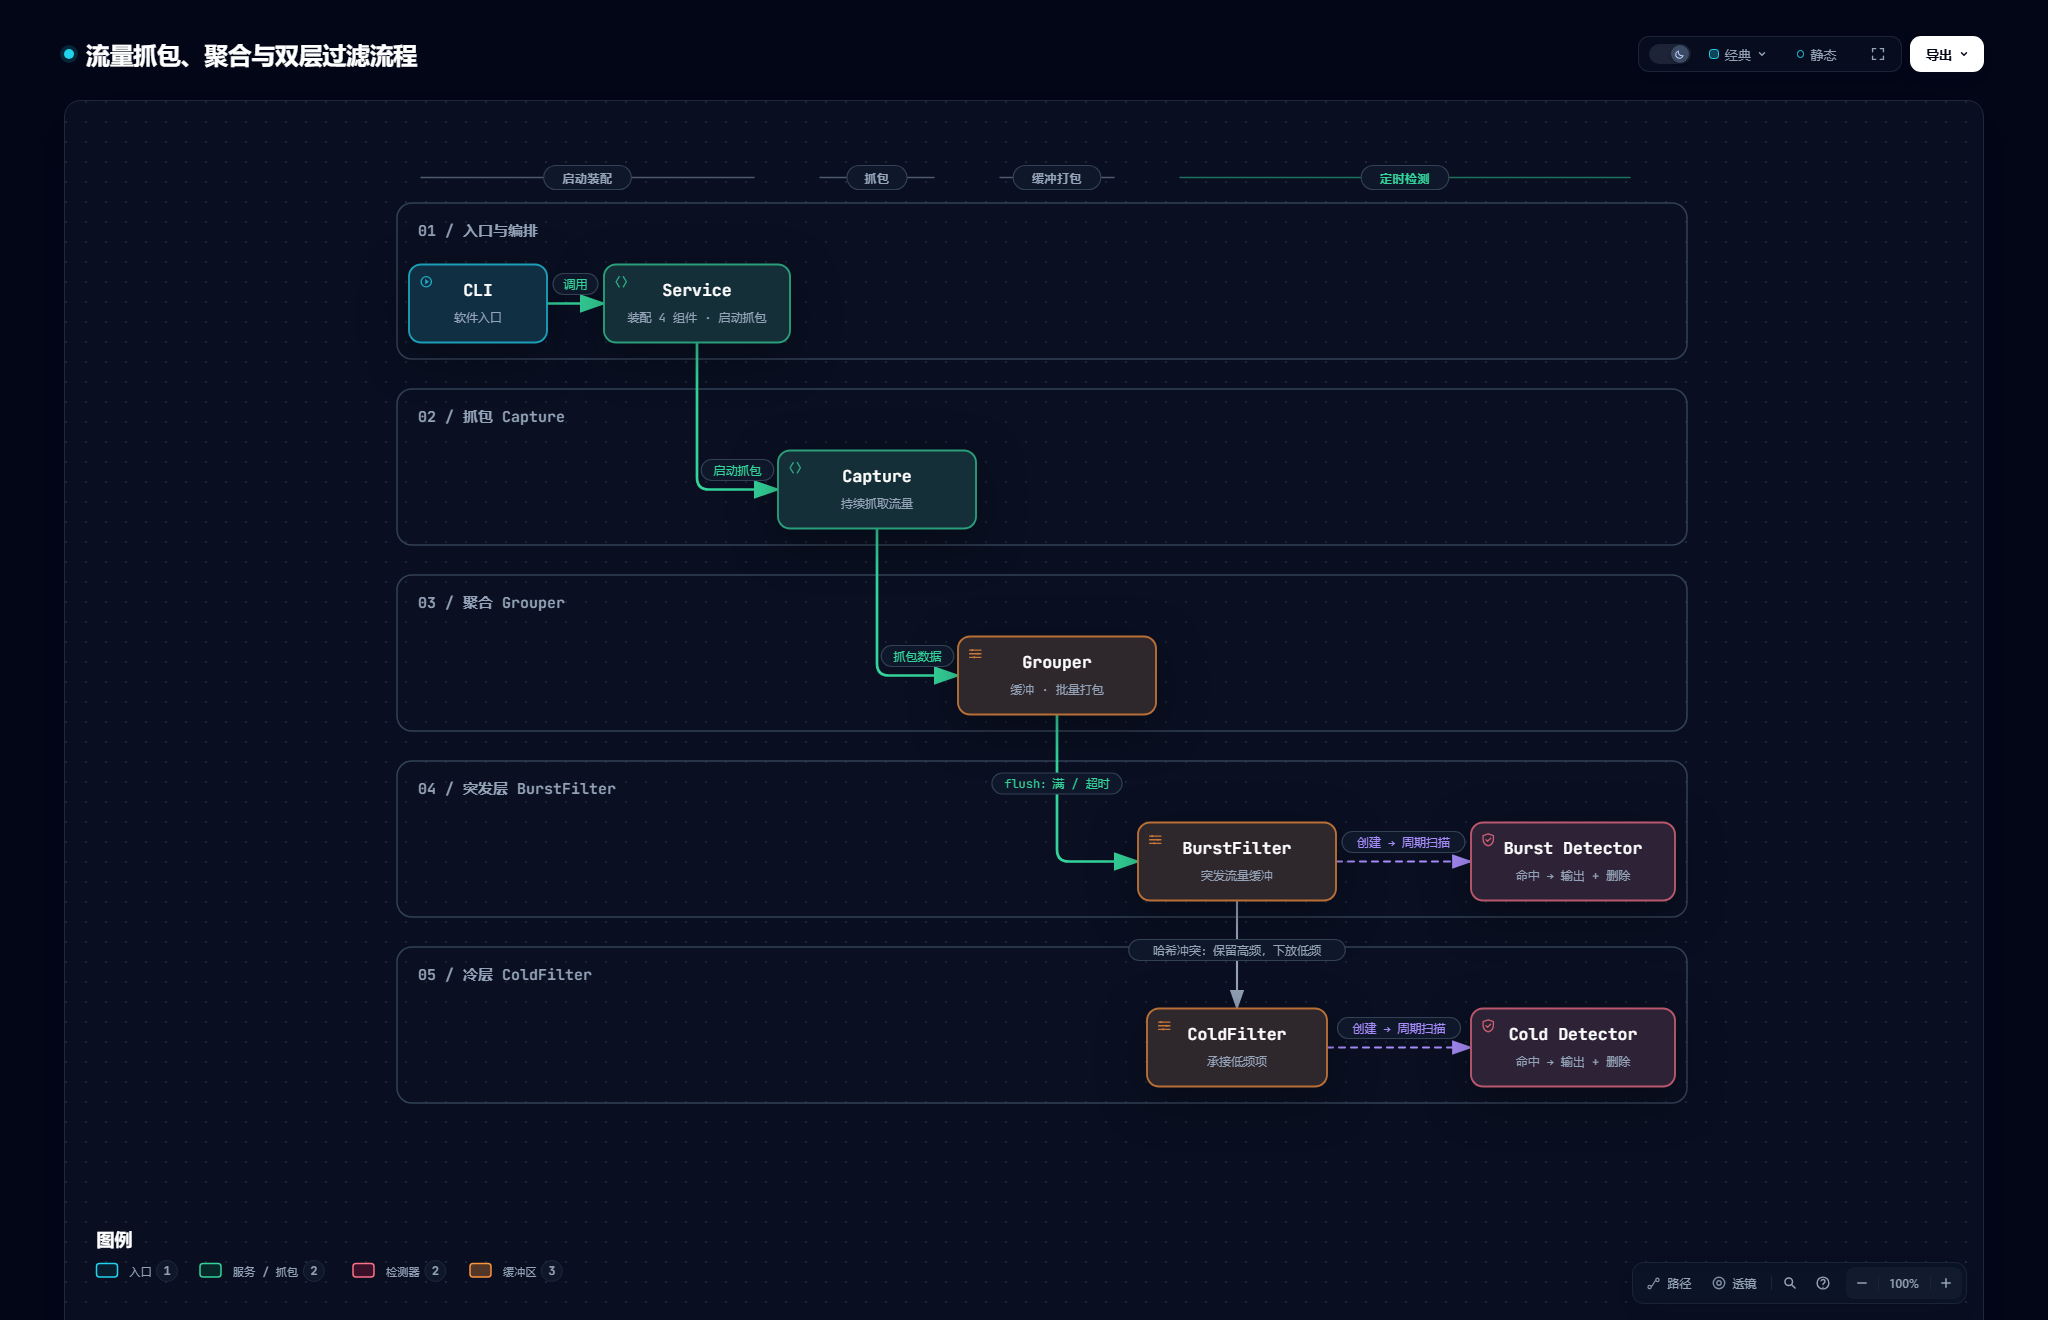 流量抓包、聚合与双层过滤流程
经典
静态
导出
启动装配
抓包
缓冲打包
定时检测
01 / 入口与编排
CLI
软件入口
调用
Service
装配 4 组件 · 启动抓包
02 / 抓包 Capture
启动抓包
Capture
持续抓取流量
03 / 聚合 Grouper
抓包数据
Grouper
缓冲 · 批量打包
04 / 突发层 BurstFilter
flush: 满 / 超时
BurstFilter
突发流量缓冲
创建 → 周期扫描
Burst Detector
命中 → 输出 + 删除
哈希冲突: 保留高频, 下放低频
05 / 冷层 ColdFilter
ColdFilter
承接低频项
创建 → 周期扫描
Cold Detector
命中 → 输出 + 删除
图例
入口 1
服务 / 抓包 2
检测器 2
缓冲区 3
路径
透镜
100%